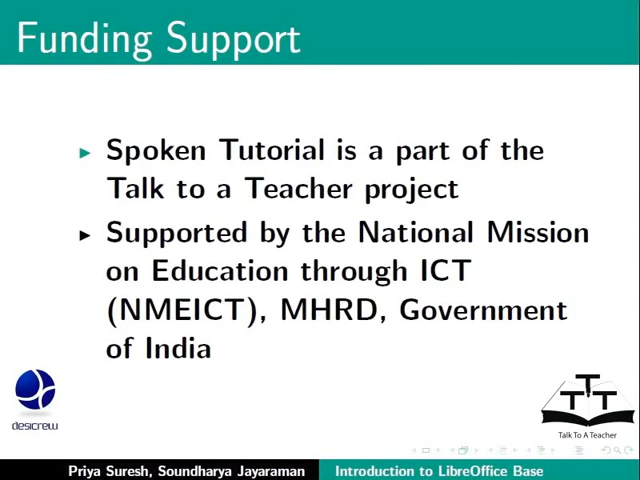 Funding Support
Spoken Tutorial is a part of the
Talk to a Teacher project
Supported by the National Mission
on Education through ICT
(NMEICT), MHRD, Government
of India
desicrew
T
T T
Talk To A Teacher
Priya Suresh, Soundharya Jayaraman
Introduction to LibreOffice Base